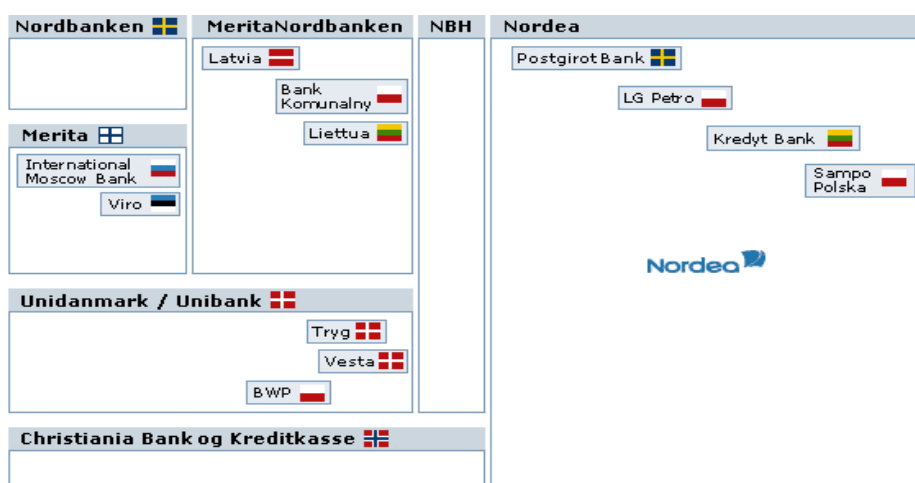 Nordbanken
MeritaNordbanken
NBH
Nordea
Latvia
Bank
Komunalny
Liettua
Postgirot Bank
LG Petro
Kredyt Bank
Sampo
Polska
Merita
International
Moscow Bank
Viro
Nordea
Unidanmark / Unibank
Tryg
Vesta
BWP
Christiania Bank og Kreditkasse